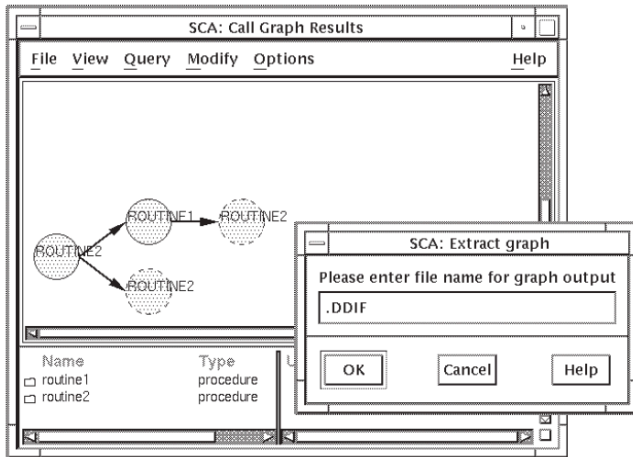 SCA: Call Graph Results
File View Query Modify Options Help
ROUTINE1 ROUTINE2
ROUTINE2
ROUTINE2
SCA: Extract graph
Please enter file name for graph output
.DDIF
OK Cancel Help
Name Type
routine1 procedure
routine2 procedure